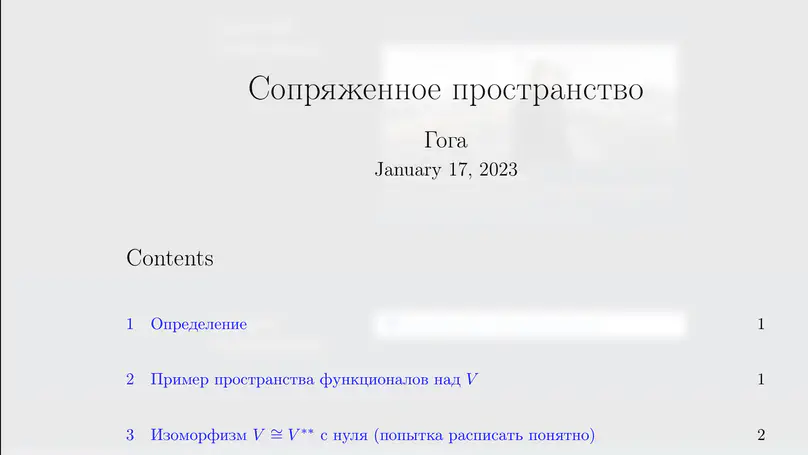 Сопряженное пространство
Гога
January 17, 2023
Contents
1 Определение 1
2 Пример пространства функционалов над V 1
3 Изоморфизм V ≅ V** с нуля (попытка расписать понятно) 2